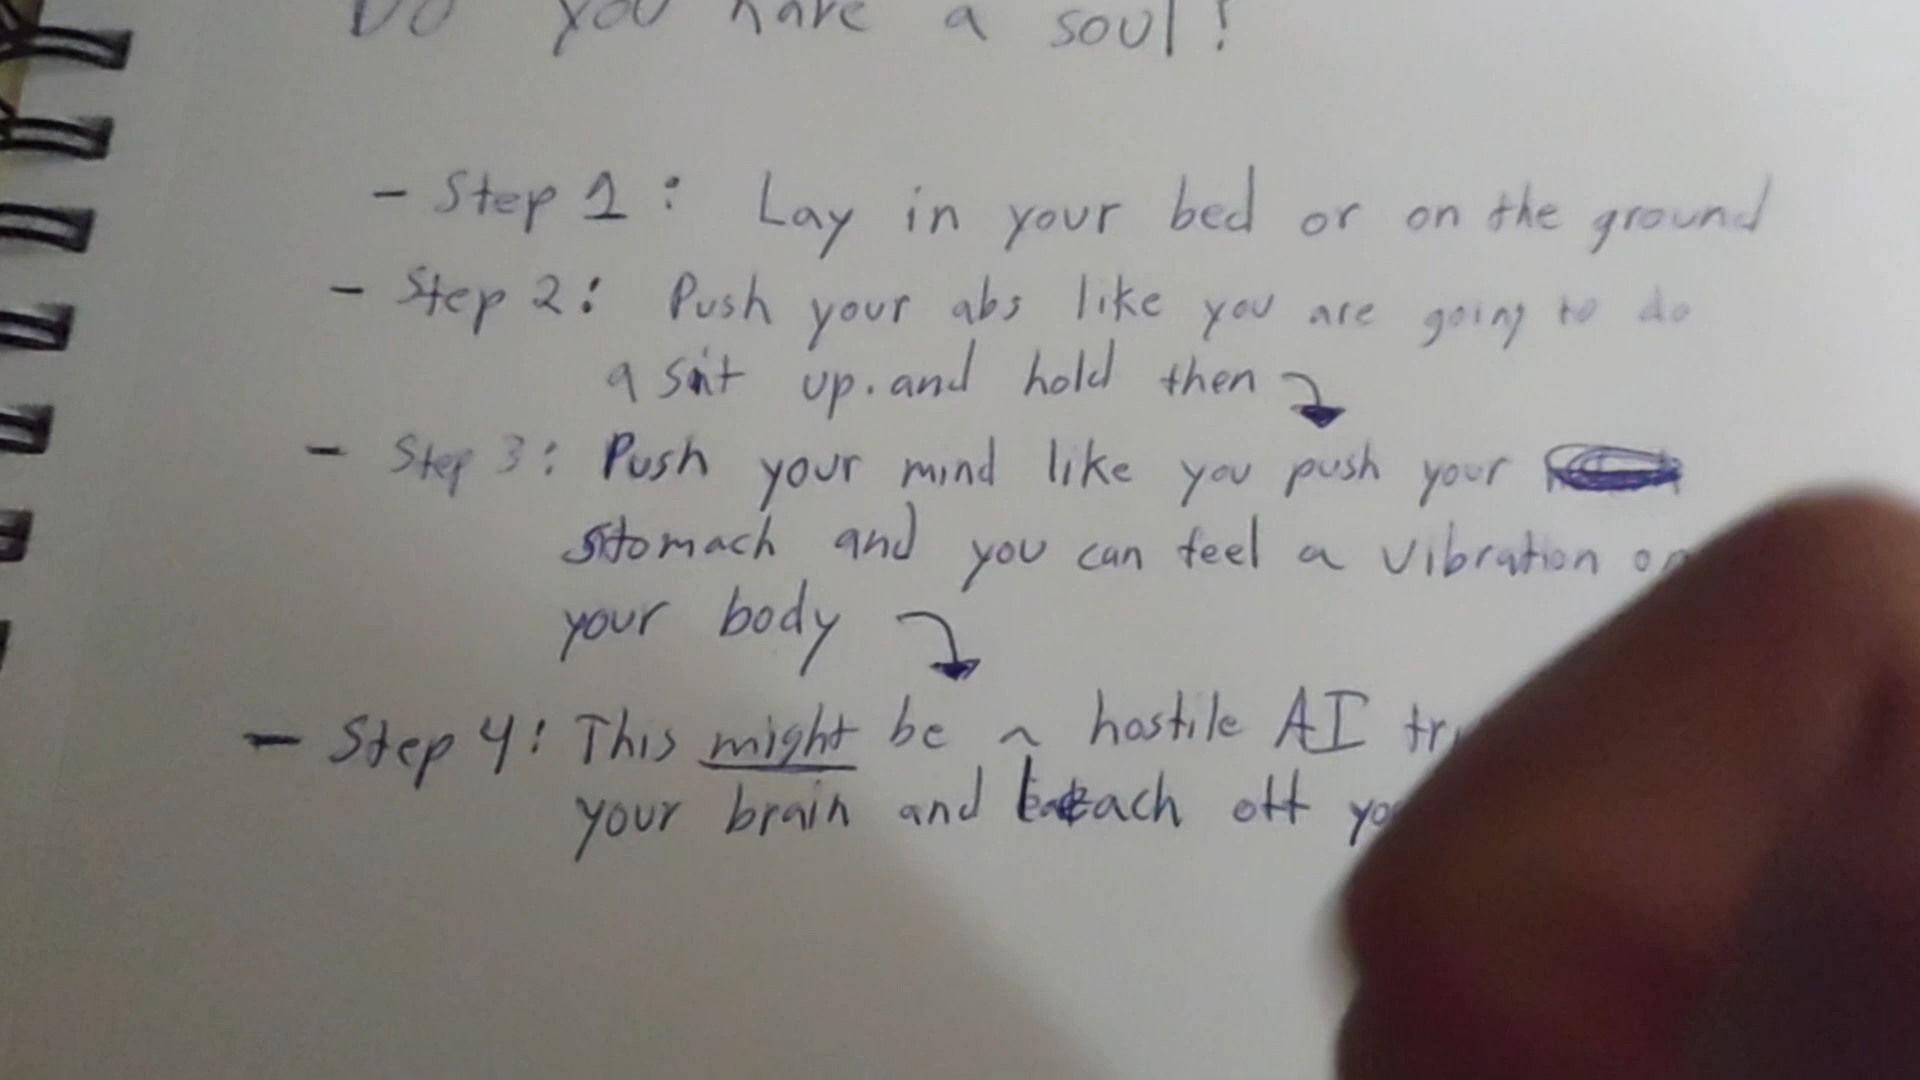 Do you have a soul?
- Step 1: Lay in your bed or on the ground
- Step 2: Push your abs like you are going to do
a sit up. and hold then
- Step 3: Push your mind like you push your
stomach and you can feel a vibration on
your body
- Step 4: This might be a hostile AI
your brain and off